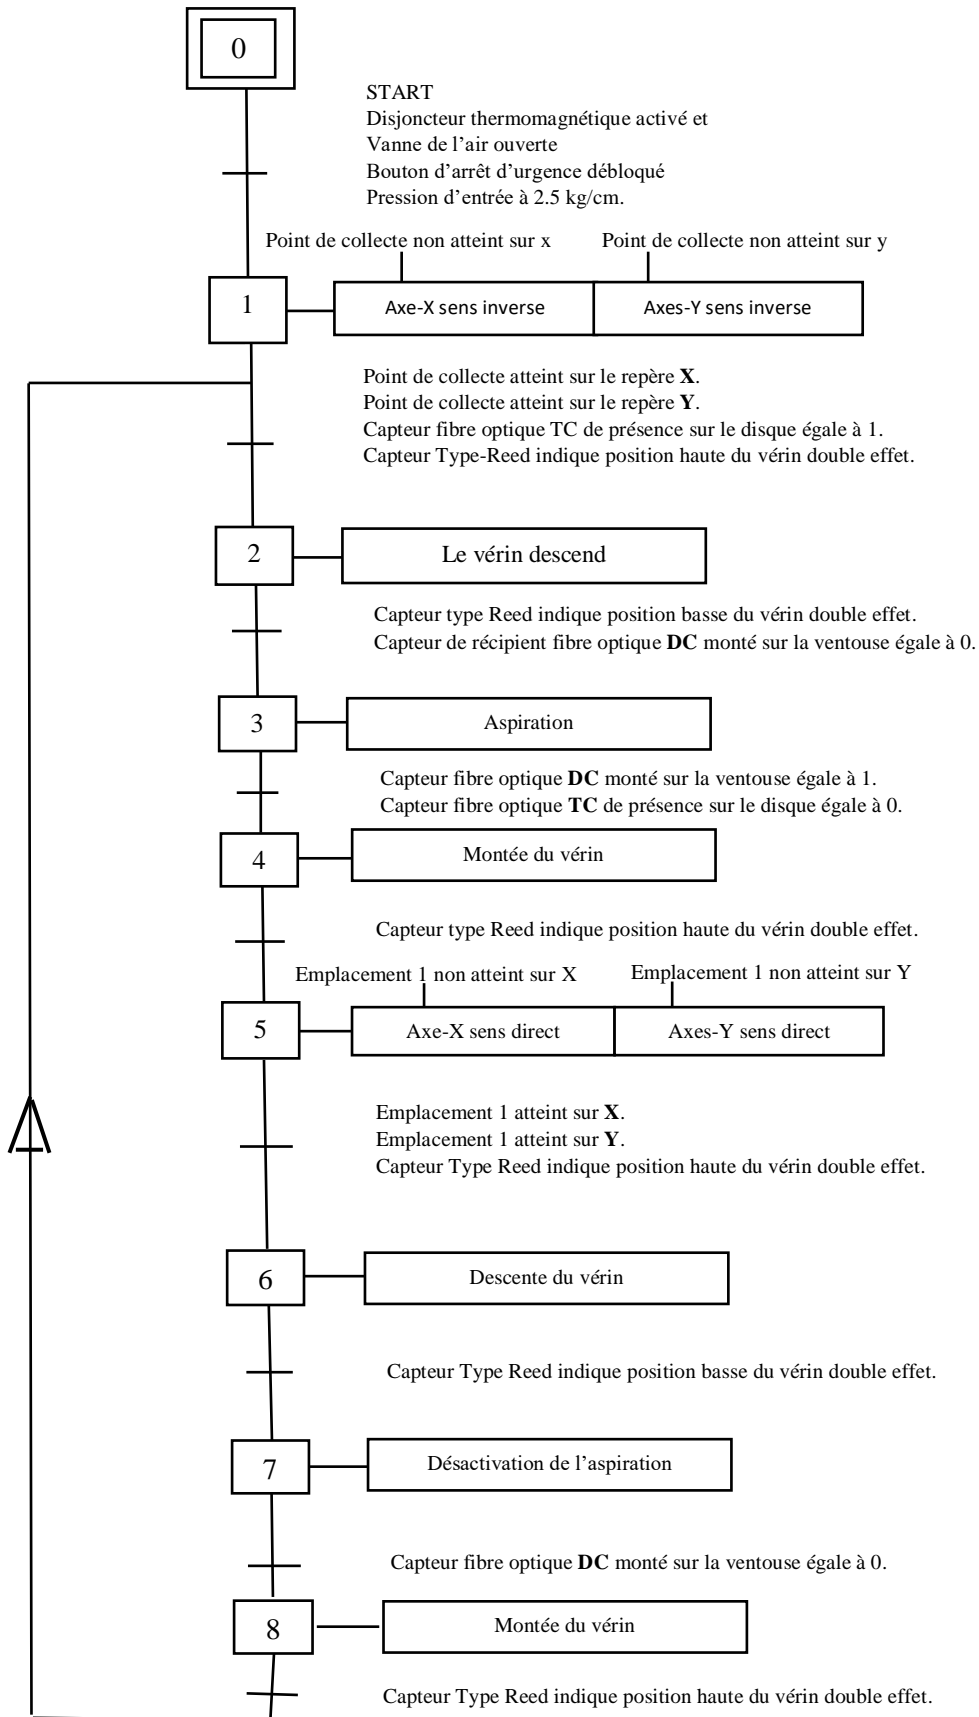 0
START
Disjoncteur thermomagnétique activé et
Vanne de l'air ouverte
Bouton d'arrêt d'urgence débloqué
Pression d'entrée à 2.5 kg/cm.
Point de collecte non atteint sur x
Point de collecte non atteint sur y
1
Axe-X sens inverse
Axes-Y sens inverse
Point de collecte atteint sur le repère X.
Point de collecte atteint sur le repère Y.
Capteur fibre optique TC de présence sur le disque égale à 1.
Capteur Type-Reed indique position haute du vérin double effet.
2
Le vérin descend
Capteur type Reed indique position basse du vérin double effet.
Capteur de récipient fibre optique DC monté sur la ventouse égale à 0.
3
Aspiration
Capteur fibre optique DC monté sur la ventouse égale à 1.
Capteur fibre optique TC de présence sur le disque égale à 0.
4
Montée du vérin
Capteur type Reed indique position haute du vérin double effet.
Emplacement 1 non atteint sur X
Emplacement 1 non atteint sur Y
5
Axe-X sens direct
Axes-Y sens direct
Emplacement 1 atteint sur X.
Emplacement 1 atteint sur Y.
Capteur Type Reed indique position haute du vérin double effet.
6
Descente du vérin
Capteur Type Reed indique position basse du vérin double effet.
7
Désactivation de l'aspiration
Capteur fibre optique DC monté sur la ventouse égale à 0.
8
Montée du vérin
Capteur Type Reed indique position haute du vérin double effet.